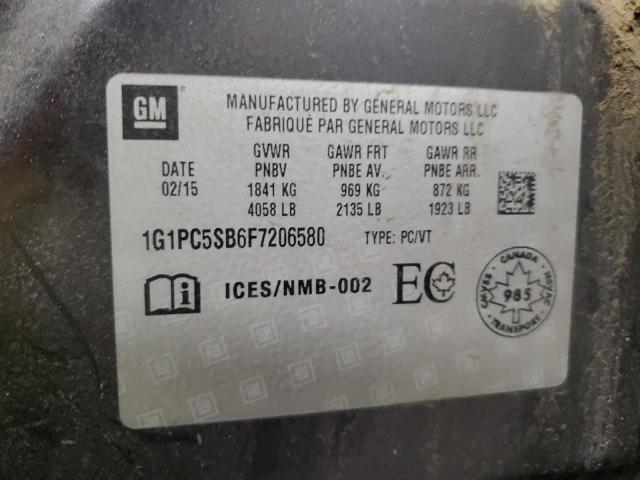 GM
MANUFACTURED BY GENERAL MOTORS LLC
FABRIQUÉ PAR GENERAL MOTORS LLC
GVWR GAWR FRT GAWR RR
DATE PNBV PNBE AV. PNBE ARR.
02/15 1841 KG 969 KG 872 KG
4058 LB 2135 LB 1923 LB
1G1PC5SB6F7206580 TYPE: PC/VT
i ICES/NMB-002 EC
CANADA
CMVSS 985 NSVAC
TRANSPORT